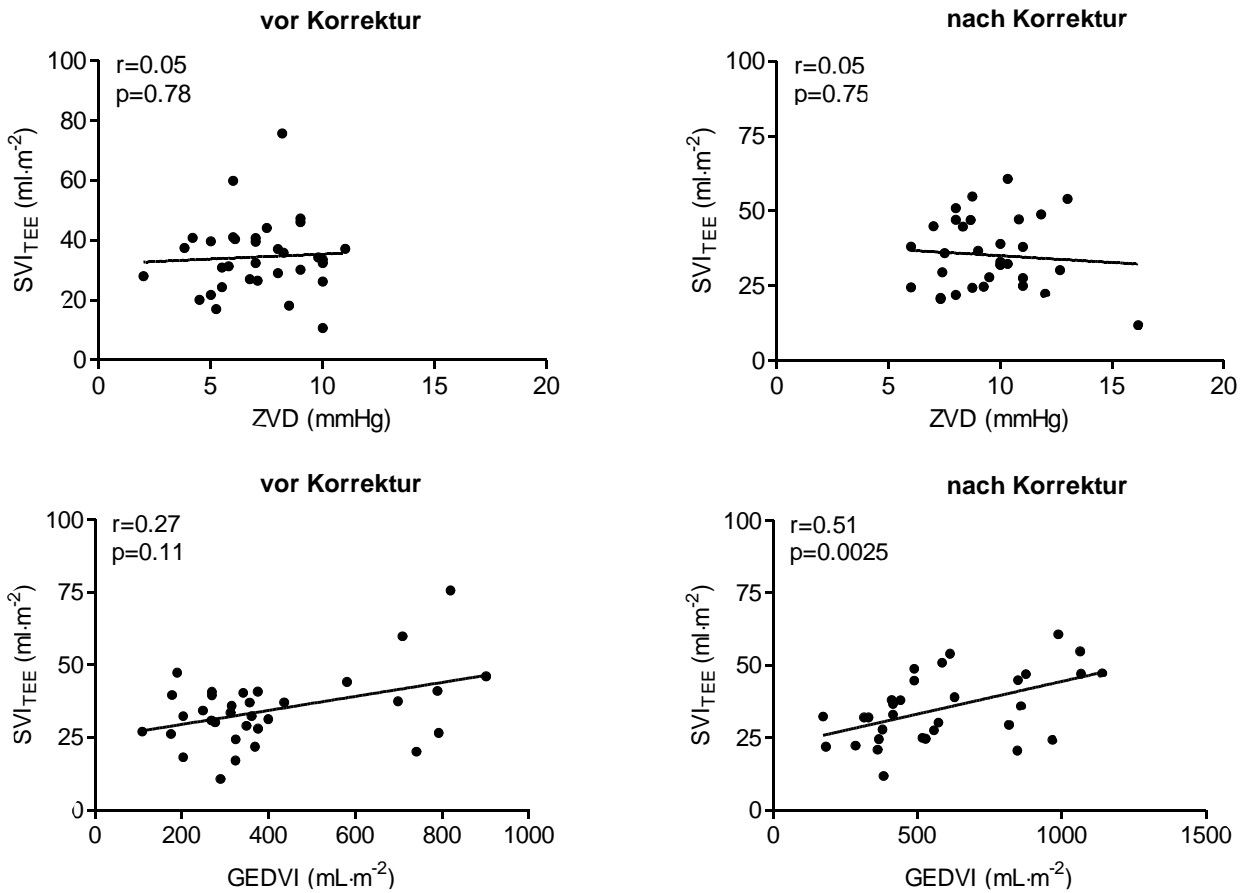 vor Korrektur
r=0.05
p=0.78
100
80
60
40
20
0
SVI_TEE (ml·m⁻²)
0 5 10 15 20
ZVD (mmHg)
nach Korrektur
r=0.05
p=0.75
100
75
50
25
0
SVI_TEE (ml·m⁻²)
0 5 10 15 20
ZVD (mmHg)
vor Korrektur
r=0.27
p=0.11
100
75
50
25
0
SVI_TEE (ml·m⁻²)
0 200 400 600 800 1000
GEDVI (mL·m⁻²)
nach Korrektur
r=0.51
p=0.0025
100
75
50
25
0
SVI_TEE (ml·m⁻²)
0 500 1000 1500
GEDVI (mL·m⁻²)